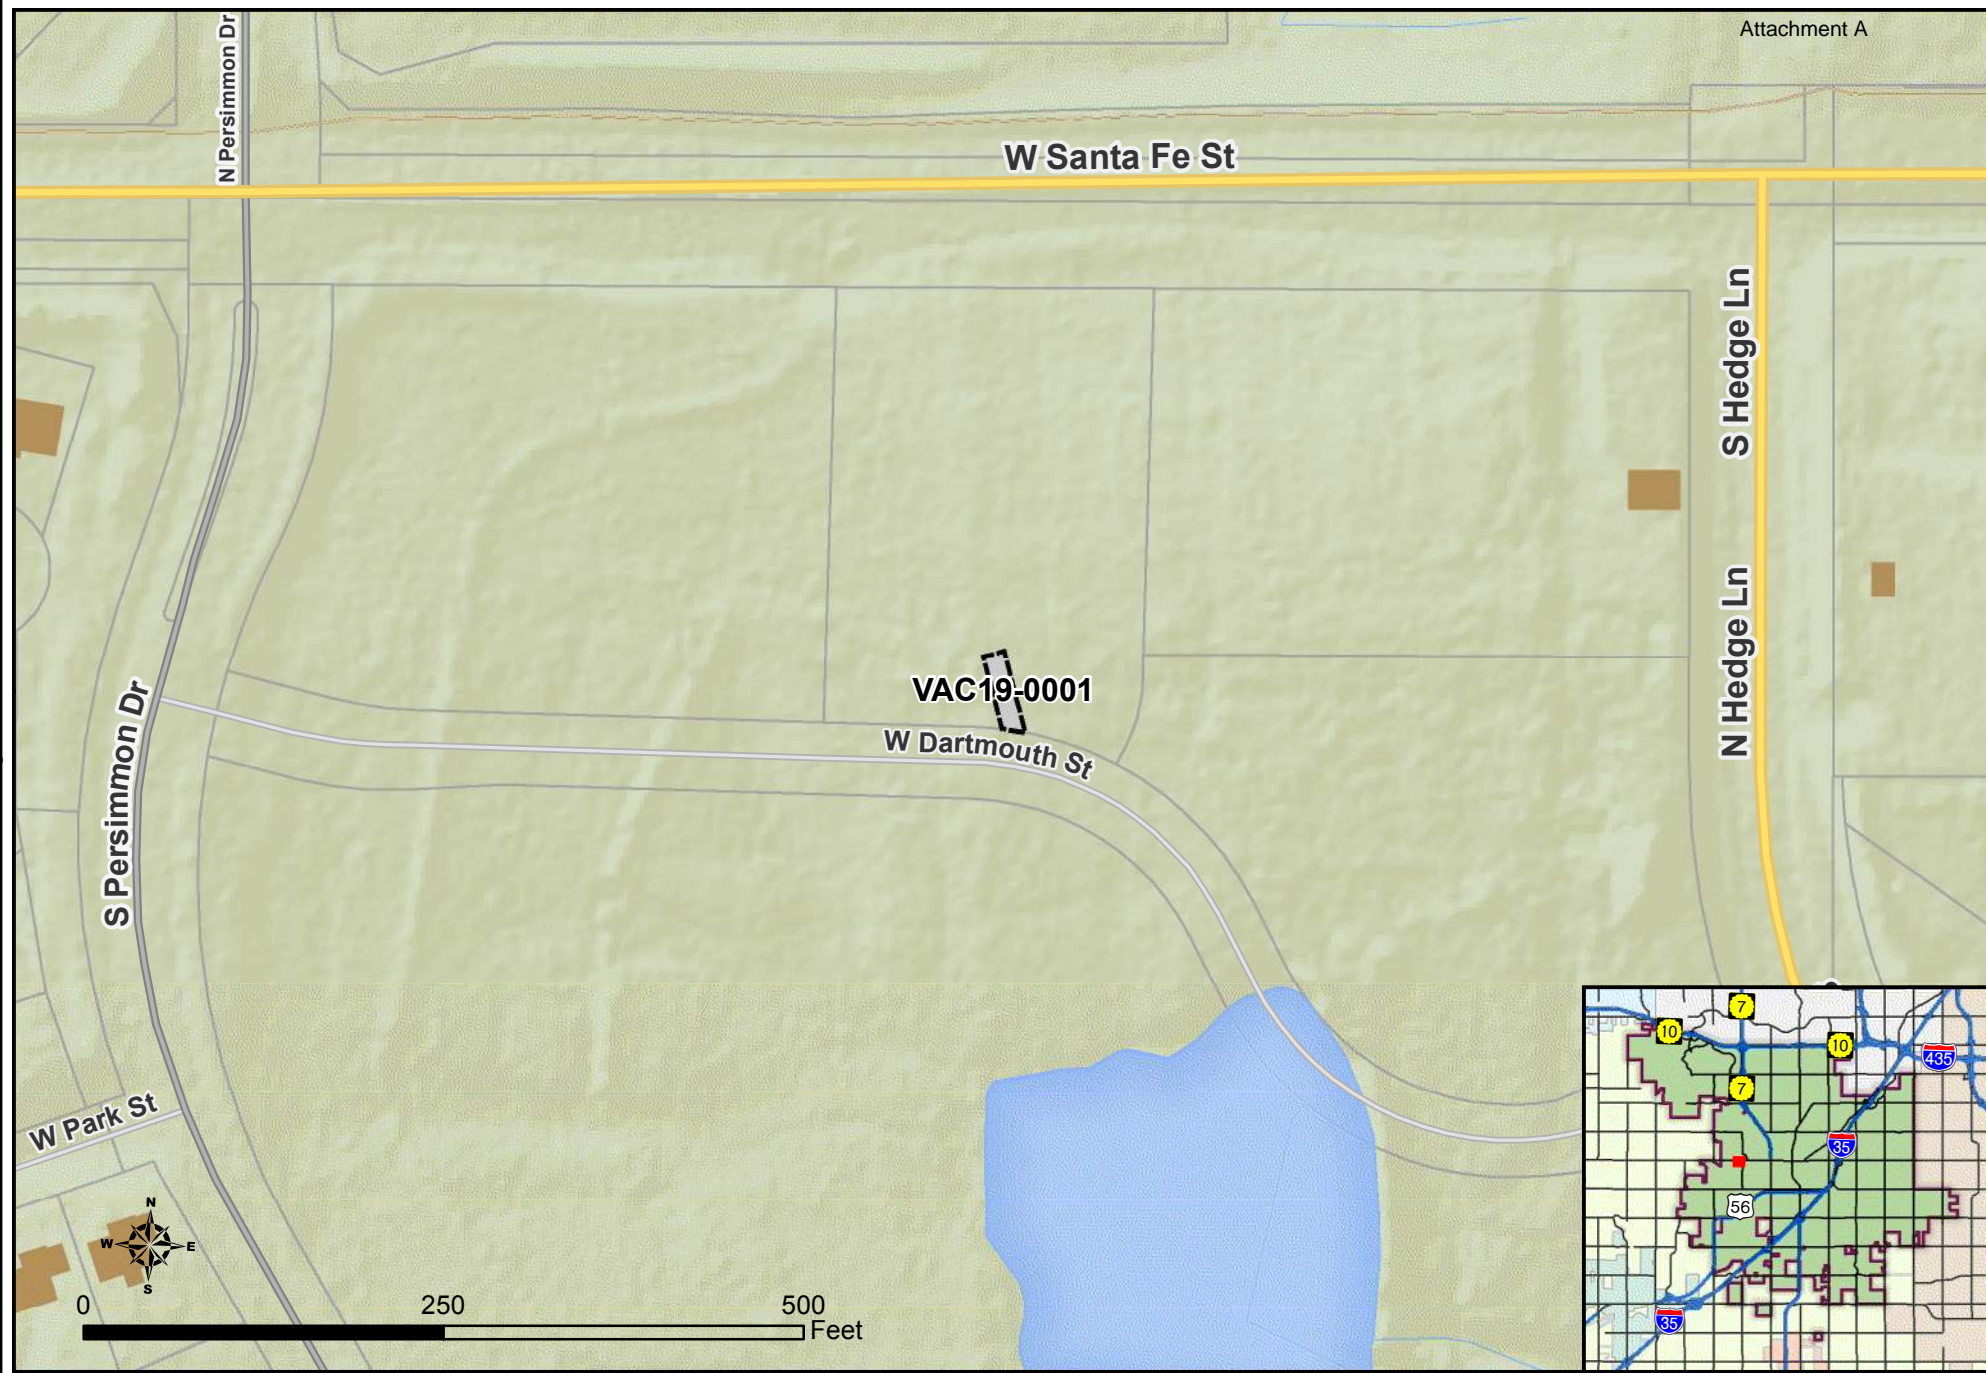 Attachment A
N Persimmon Dr
W Santa Fe St
S Hedge Ln
N Hedge Ln
VAC19-0001
W Dartmouth St
S Persimmon Dr
W Park St
N
W E
S
0 250 500
Feet
7
10
10
435
7
35
56
35